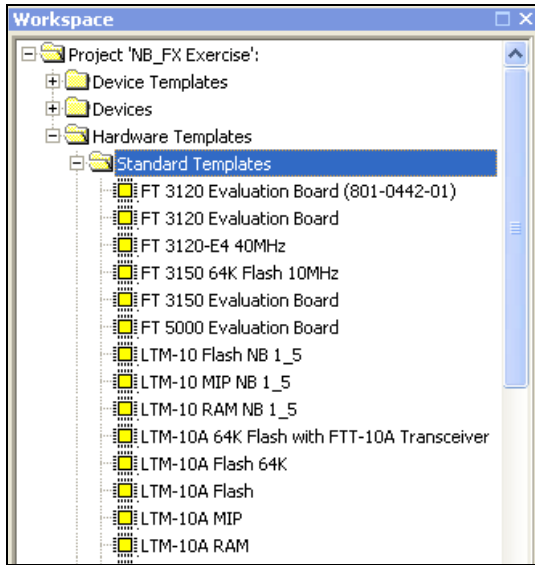 Workspace
Project 'NB_FX Exercise':
Device Templates
Devices
Hardware Templates
Standard Templates
FT 3120 Evaluation Board (801-0442-01)
FT 3120 Evaluation Board
FT 3120-E4 40MHz
FT 3150 64K Flash 10MHz
FT 3150 Evaluation Board
FT 5000 Evaluation Board
LTM-10 Flash NB 1_5
LTM-10 MIP NB 1_5
LTM-10 RAM NB 1_5
LTM-10A 64K Flash with FTT-10A Transceiver
LTM-10A Flash 64K
LTM-10A Flash
LTM-10A MIP
LTM-10A RAM